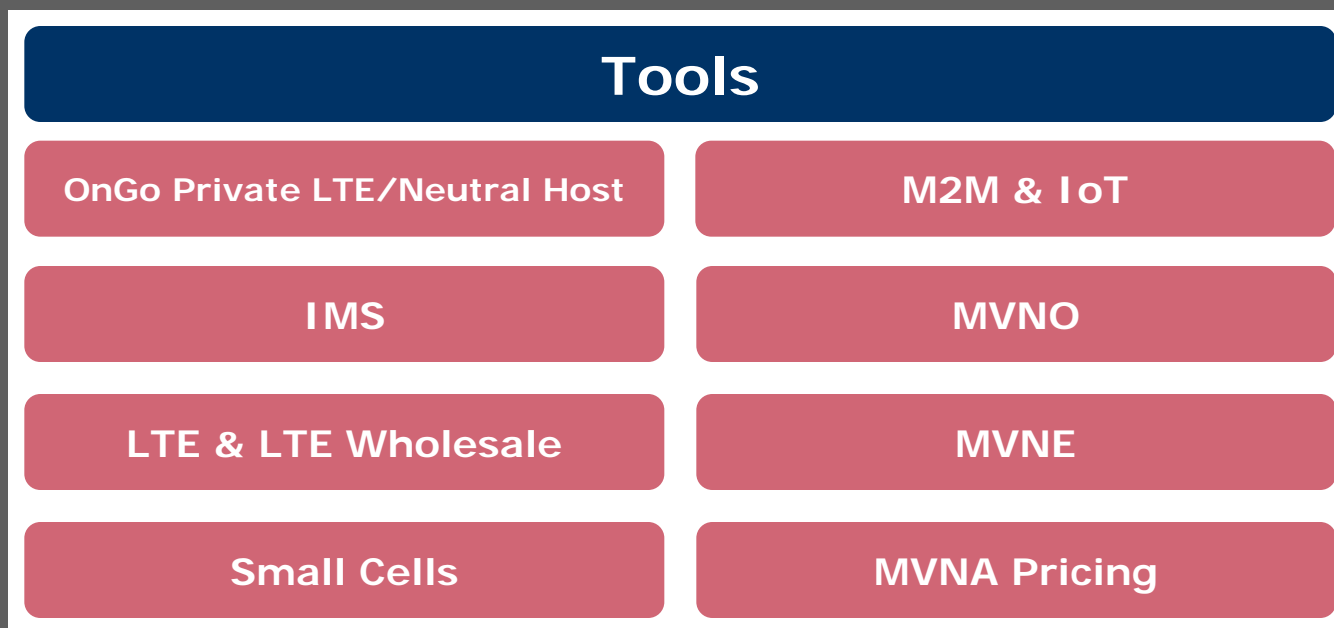 Tools
OnGo Private LTE/Neutral Host
M2M & IoT
IMS
MVNO
LTE & LTE Wholesale
MVNE
Small Cells
MVNA Pricing